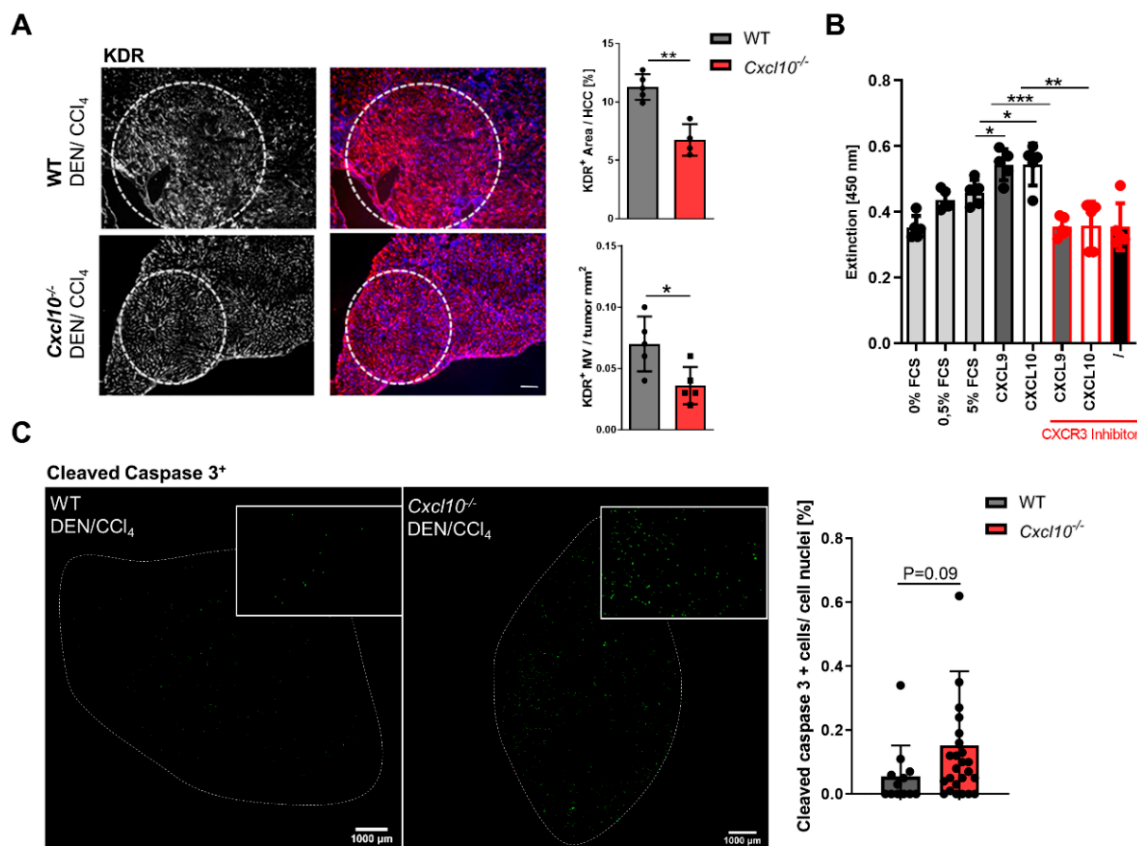 A
KDR
WT
DEN/ CCl₄
Cxcl10⁻/⁻
DEN/ CCl₄
KDR⁺ Area / HCC [%]
15
10
5
0
**
WT
Cxcl10⁻/⁻
KDR⁺ MV / tumor mm²
0.15
0.10
0.05
0.00
*
B
Extinction [450 nm]
0.8
0.6
0.4
0.2
0.0
**
***
*
*
0% FCS
0,5% FCS
5% FCS
CXCL9
CXCL10
CXCL9
CXCL10
/-
CXCR3 Inhibitor
C
Cleaved Caspase 3⁺
WT
DEN/CCl₄
1000 µm
Cxcl10⁻/⁻
DEN/CCl₄
1000 µm
Cleaved caspase 3 + cells/ cell nuclei [%]
0.8
0.6
0.4
0.2
0.0
P=0.09
WT
Cxcl10⁻/⁻